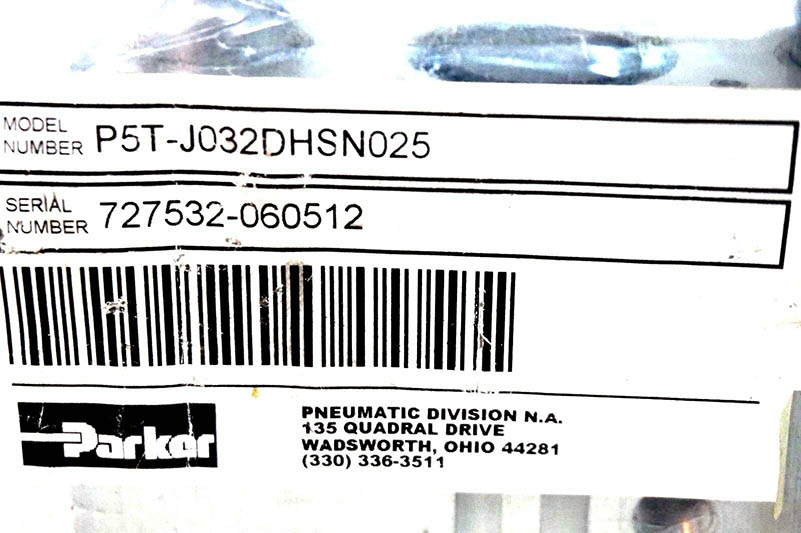 MODEL
NUMBER P5T-J032DHSN025
SERIAL
NUMBER 727532-060512
Parker
PNEUMATIC DIVISION N.A.
135 QUADRAL DRIVE
WADSWORTH, OHIO 44281
(330) 336-3511